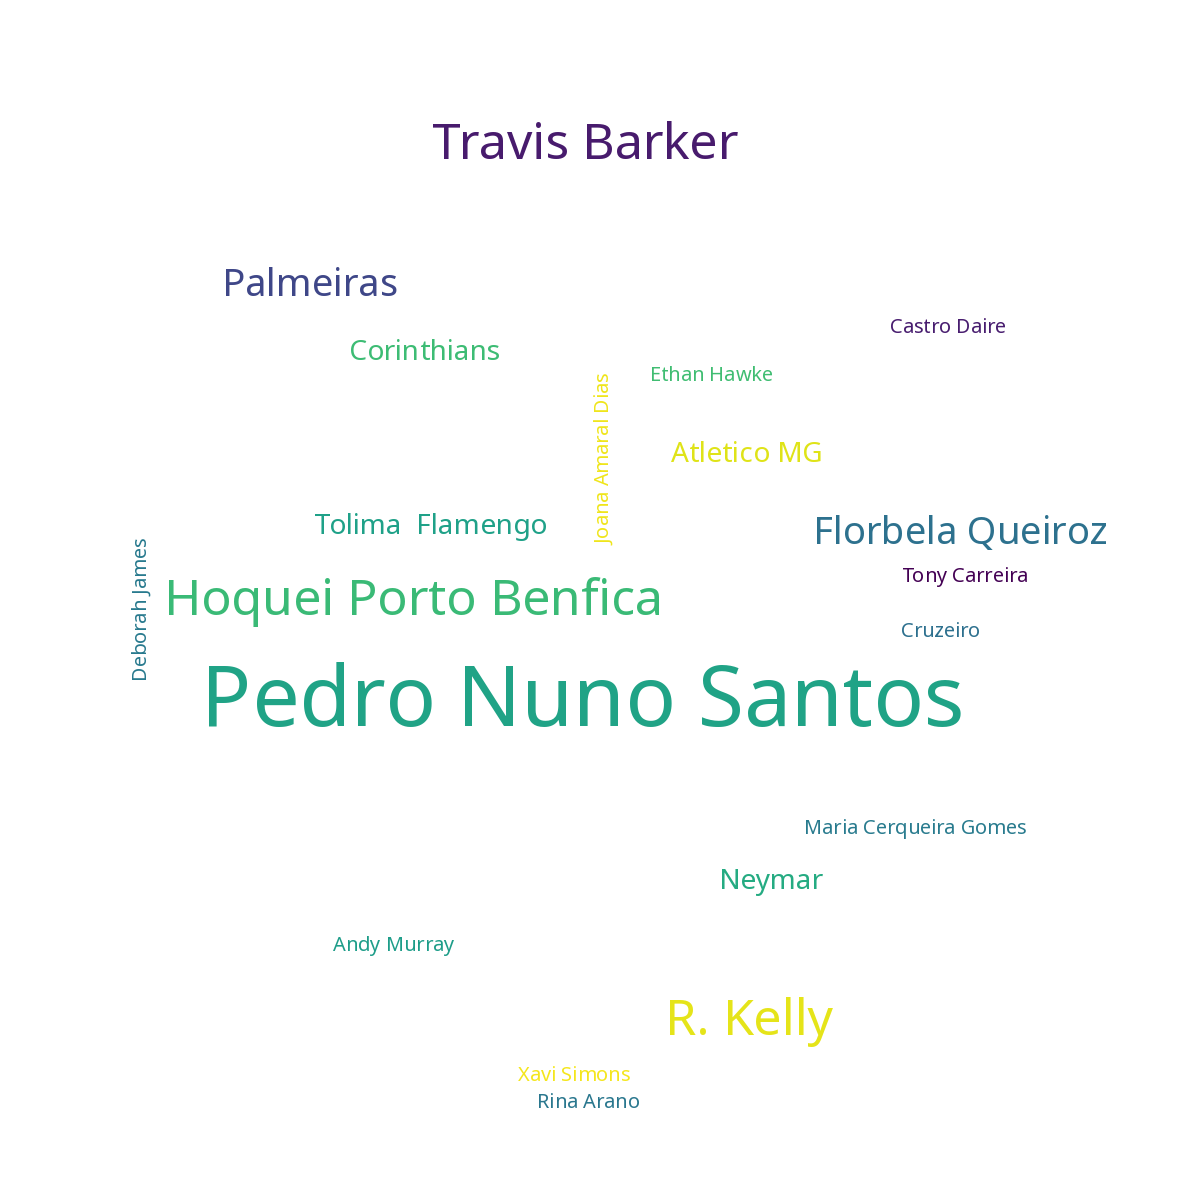 Travis Barker
Palmeiras
Castro Daire
Corinthians
Ethan Hawke
Joana Amaral Dias
Atletico MG
Tolima Flamengo
Florbela Queiroz
Deborah James
Tony Carreira
Hoquei Porto Benfica
Cruzeiro
Pedro Nuno Santos
Maria Cerqueira Gomes
Neymar
Andy Murray
R. Kelly
Xavi Simons
Rina Arano